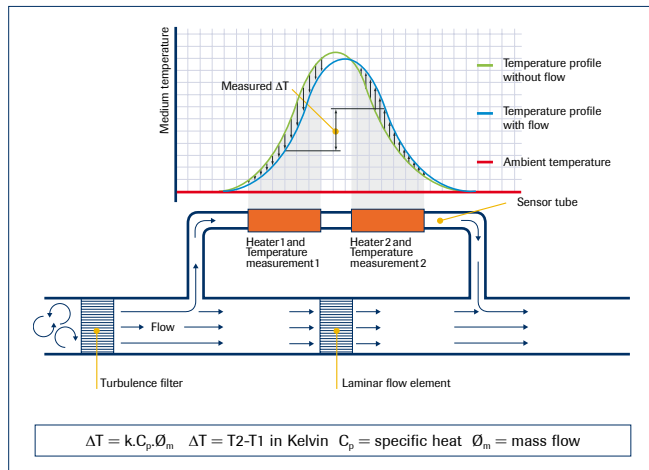 Medium temperature
Measured ΔT
Temperature profile
without flow
Temperature profile
with flow
Ambient temperature
Sensor tube
Heater 1 and
Temperature
measurement 1
Heater 2 and
Temperature
measurement 2
Flow
Turbulence filter
Laminar flow element
ΔT = k.Cₚ.Øₘ ΔT = T2-T1 in Kelvin Cₚ = specific heat Øₘ = mass flow